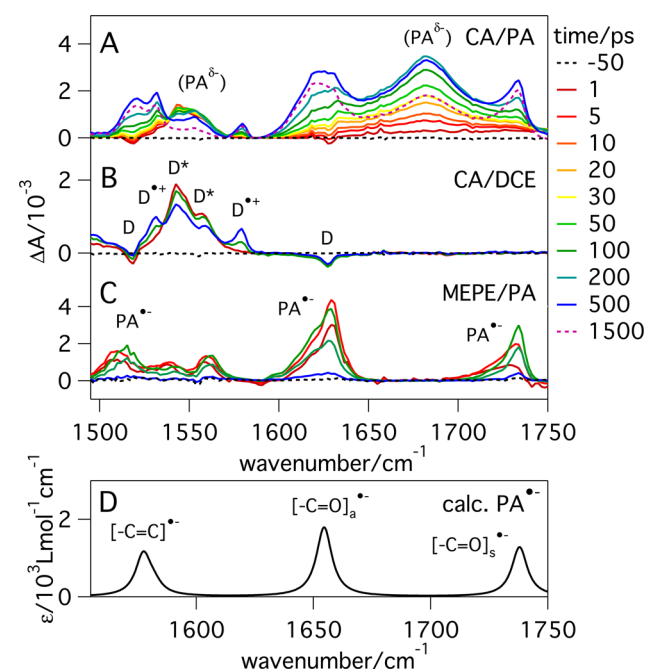 A
(PA^δ-)
(PA^δ-)
CA/PA
time/ps
-50
1
5
10
20
30
50
100
200
500
1500
4
2
0
B
D
D^•+
D*
D*
D^•+
D
CA/DCE
2
0
ΔA/10^-3
C
PA^•-
PA^•-
PA^•-
MEPE/PA
4
2
0
1500 1550 1600 1650 1700 1750
wavenumber/cm^-1
D
[-C=C]^•-
[-C=O]_a^•-
[-C=O]_s^•-
calc. PA^•-
2
0
ε/10^3Lmol^-1cm^-1
1600 1650 1700 1750
wavenumber/cm^-1